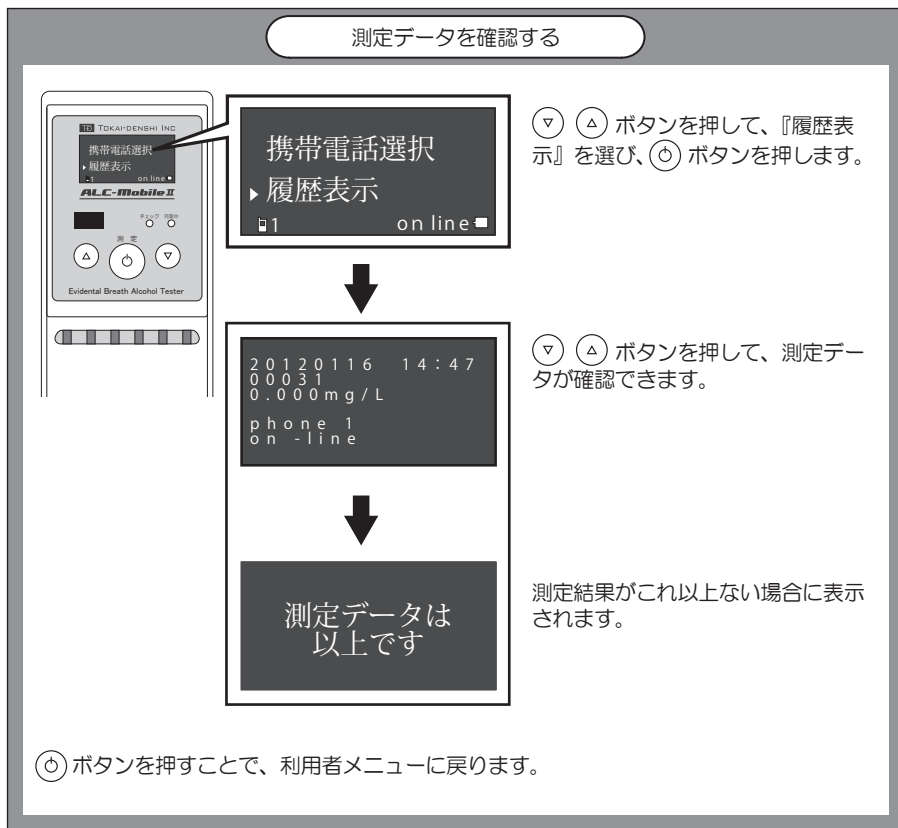 測定データを確認する
TD TOKAI-DENSHI INC
携帯電話選択
履歴表示
1 on line
ALC-Mobile II
チェック 充電中
測 定
Evidental Breath Alcohol Tester
携帯電話選択
履歴表示
1 on line
ボタンを押して、『履歴表
示』を選び、 ボタンを押します。
20120116 14:47
00031
0.000mg/L
phone 1
on -line
ボタンを押して、測定デー
タが確認できます。
測定データは
以上です
測定結果がこれ以上ない場合に表示
されます。
ボタンを押すことで、利用者メニューに戻ります。